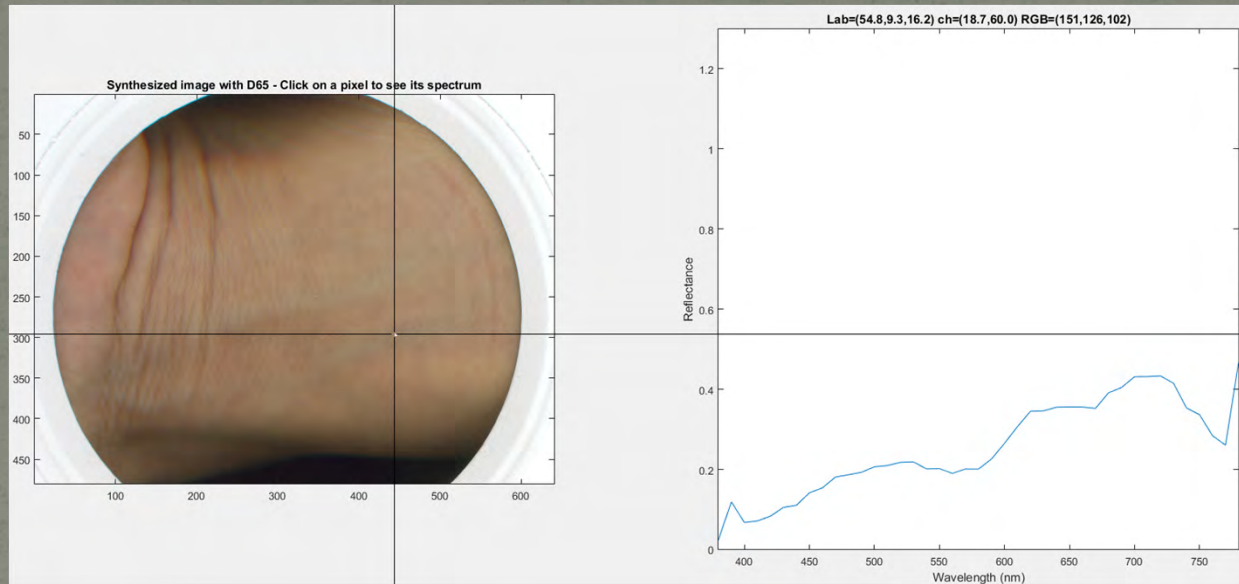 Lab=(54.8,9.3,16.2) ch=(18.7,60.0) RGB=(151,126,102)
Synthesized image with D65 - Click on a pixel to see its spectrum
50
100
150
200
250
300
350
400
450
100 200 300 400 500 600
1.2
1
0.8
0.6
0.4
0.2
0
Reflectance
400 450 500 550 600 650 700 750
Wavelength (nm)